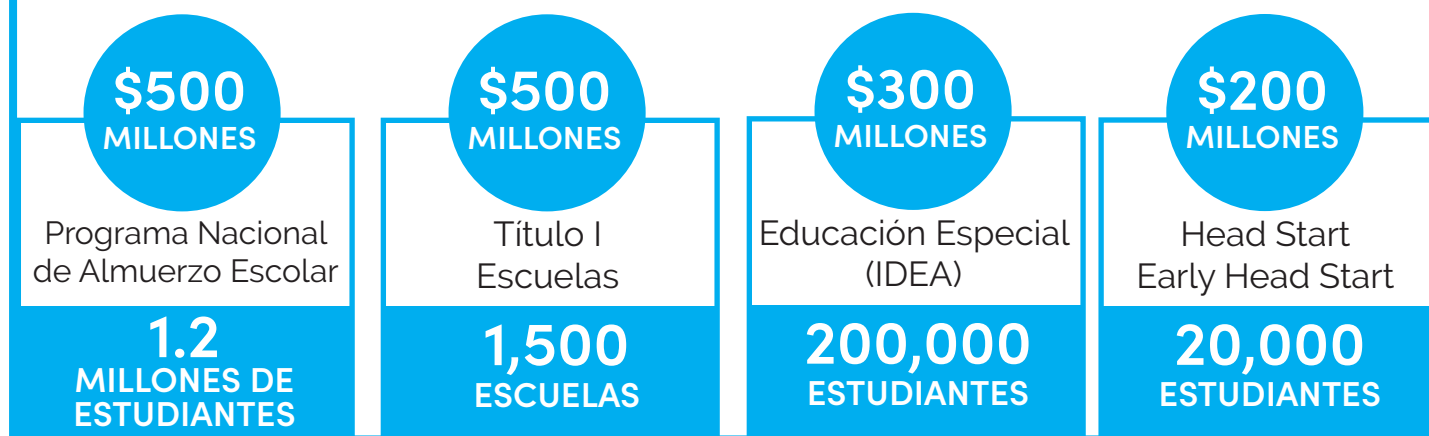 $500
MILLONES
Programa Nacional
de Almuerzo Escolar
1.2
MILLONES DE
ESTUDIANTES
$500
MILLONES
Título I
Escuelas
1,500
ESCUELAS
$300
MILLONES
Educación Especial
(IDEA)
200,000
ESTUDIANTES
$200
MILLONES
Head Start
Early Head Start
20,000
ESTUDIANTES